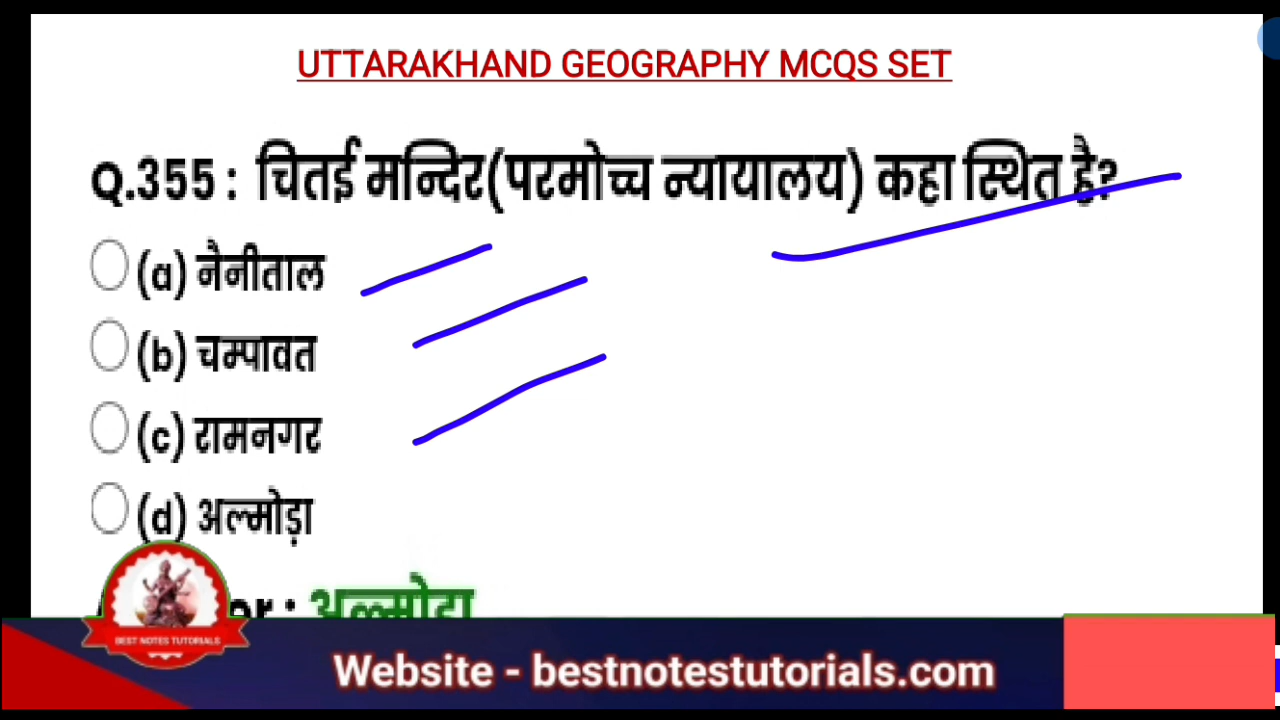 UTTARAKHAND GEOGRAPHY MCQS SET
Q.355 : चितई मन्दिर(परमोच्च न्यायालय) कहा स्थित है?
(a) नैनीताल
(b) चम्पावत
(c) रामनगर
(d) अल्मोड़ा
: अल्मोड़ा
BEST NOTES TUTORIALS
Website - bestnotestutorials.com